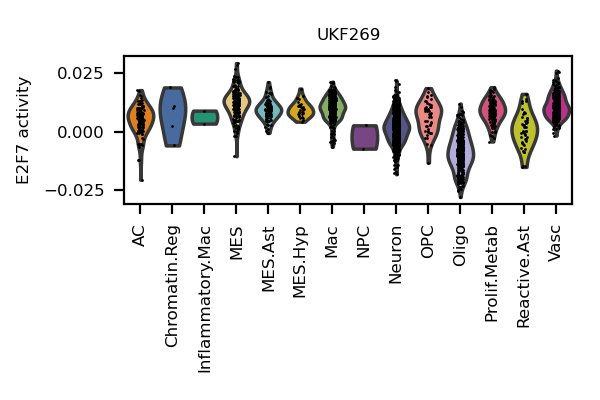 UKF269
E2F7 activity
0.025
0.000
−0.025
AC
Chromatin.Reg
Inflammatory.Mac
MES
MES.Ast
MES.Hyp
Mac
NPC
Neuron
OPC
Oligo
Prolif.Metab
Reactive.Ast
Vasc